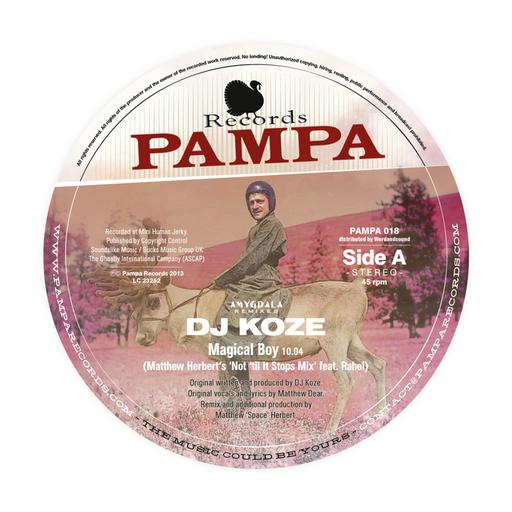 All rights reserved. All rights of the producer and the owner of the recorded work reserved. No lending! Unauthorized copying, hiring, renting, public performance and broadcast prohibited.
Records
PAMPA
Recorded at Mini Human Jerky.
Published by Copyright Control
Soundslike Music / Bucks Music Group UK
The Ghostly International Company (ASCAP)
℗ © Pampa Records 2013
LC 23252
PAMPA 018
distributed by Wordandsound
Side A
- STEREO -
45 rpm
AMYGDALA
REMIXES
DJ KOZE
Magical Boy 10.04
(Matthew Herbert's 'Not 'til It Stops Mix' feat. Rahel)
Original written and produced by DJ Koze.
Original vocals and lyrics by Matthew Dear.
Remix and additional production by
Matthew 'Space' Herbert
WWW.PAMPARECORDS.COM - THE MUSIC COULD BE YOURS - CONTACT@PAMPARECORDS.COM